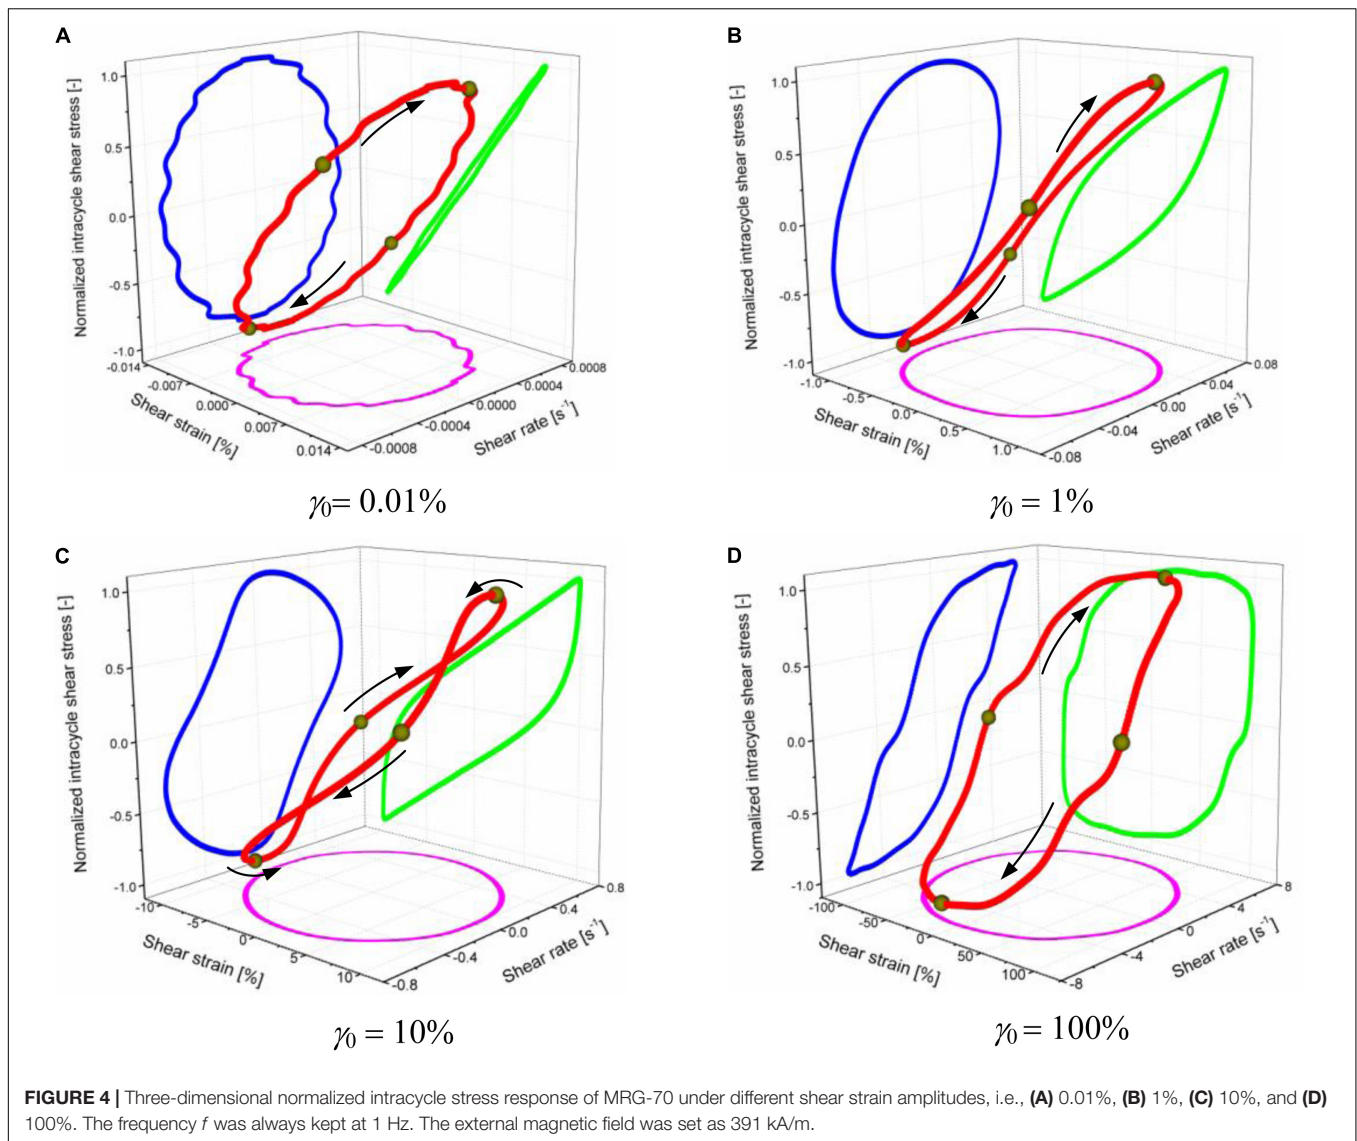 A
Normalized intracycle shear stress [-]
1.0
0.5
0.0
-0.5
-1.0
-0.014
-0.007
0.000
0.007
0.014
Shear strain [%]
-0.0008
-0.0004
0.0000
0.0004
0.0008
Shear rate [s⁻¹]
γ₀= 0.01%
B
Normalized intracycle shear stress [-]
1.0
0.5
0.0
-0.5
-1.0
-1.0
-0.5
0.0
0.5
1.0
Shear strain [%]
-0.08
-0.04
0.00
0.04
0.08
Shear rate [s⁻¹]
γ₀ = 1%
C
Normalized intracycle shear stress [-]
1.0
0.5
0.0
-0.5
-1.0
-10
-5
0
5
10
Shear strain [%]
-0.8
-0.4
0.0
0.4
0.8
Shear rate [s⁻¹]
γ₀ = 10%
D
Normalized intracycle shear stress [-]
1.0
0.5
0.0
-0.5
-1.0
-100
-50
0
50
100
Shear strain [%]
-8
-4
0
4
8
Shear rate [s⁻¹]
γ₀ = 100%
FIGURE 4 | Three-dimensional normalized intracycle stress response of MRG-70 under different shear strain amplitudes, i.e., (A) 0.01%, (B) 1%, (C) 10%, and (D)
100%. The frequency f was always kept at 1 Hz. The external magnetic field was set as 391 kA/m.